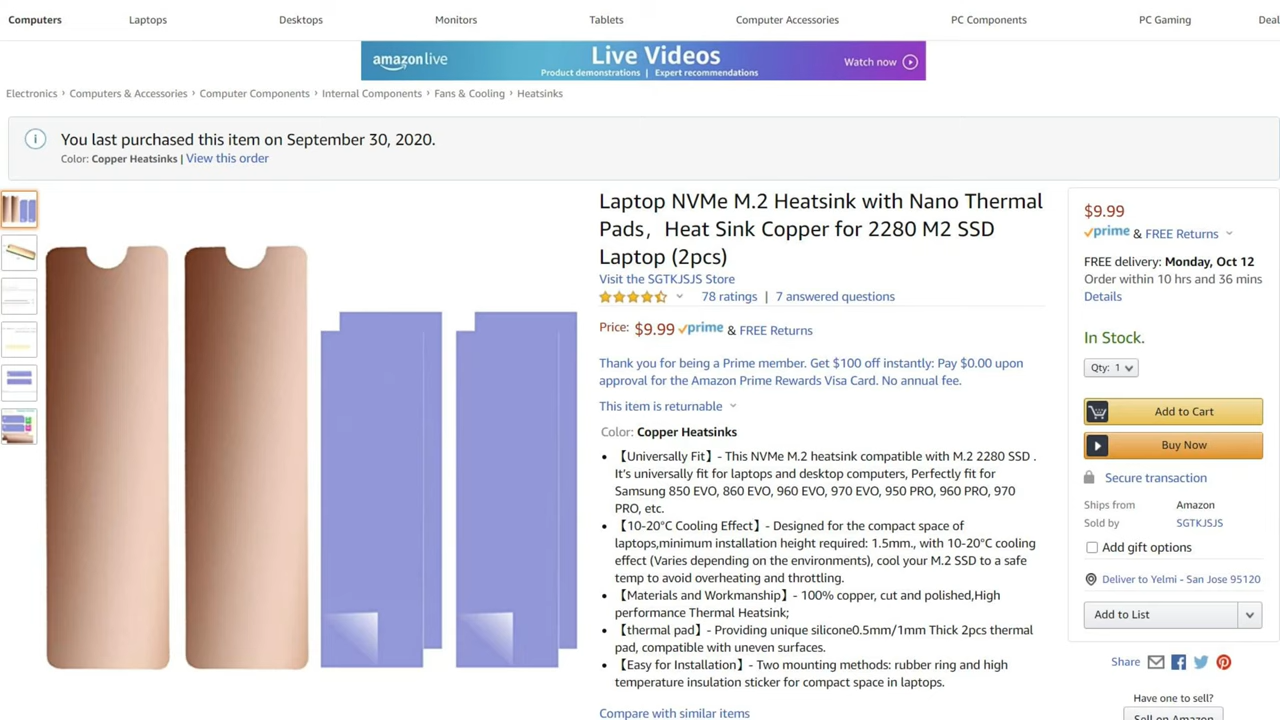 Computers Laptops Desktops Monitors Tablets Computer Accessories PC Components PC Gaming
amazonlive Live Videos Watch now
Product demonstrations | Expert recommendations
Electronics › Computers & Accessories › Computer Components › Internal Components › Fans & Cooling › Heatsinks
You last purchased this item on September 30, 2020.
Color: Copper Heatsinks | View this order
Laptop NVMe M.2 Heatsink with Nano Thermal
Pads，Heat Sink Copper for 2280 M2 SSD
Laptop (2pcs)
Visit the SGTKJSJS Store
78 ratings | 7 answered questions
Price: $9.99 prime & FREE Returns
Thank you for being a Prime member. Get $100 off instantly: Pay $0.00 upon
approval for the Amazon Prime Rewards Visa Card. No annual fee.
This item is returnable
Color: Copper Heatsinks
• 【Universally Fit】- This NVMe M.2 heatsink compatible with M.2 2280 SSD .
It's universally fit for laptops and desktop computers, Perfectly fit for
Samsung 850 EVO, 860 EVO, 960 EVO, 970 EVO, 950 PRO, 960 PRO, 970
PRO, etc.
• 【10-20°C Cooling Effect】- Designed for the compact space of
laptops,minimum installation height required: 1.5mm., with 10-20°C cooling
effect (Varies depending on the environments), cool your M.2 SSD to a safe
temp to avoid overheating and throttling.
• 【Materials and Workmanship】- 100% copper, cut and polished,High
performance Thermal Heatsink;
• 【thermal pad】- Providing unique silicone0.5mm/1mm Thick 2pcs thermal
pad, compatible with uneven surfaces.
• 【Easy for Installation】- Two mounting methods: rubber ring and high
temperature insulation sticker for compact space in laptops.
Compare with similar items
$9.99
prime & FREE Returns
FREE delivery: Monday, Oct 12
Order within 10 hrs and 36 mins
Details
In Stock.
Qty: 1
Add to Cart
Buy Now
Secure transaction
Ships from Amazon
Sold by SGTKJSJS
Add gift options
Deliver to Yelmi - San Jose 95120
Add to List
Share
Have one to sell?
Sell on Amazon